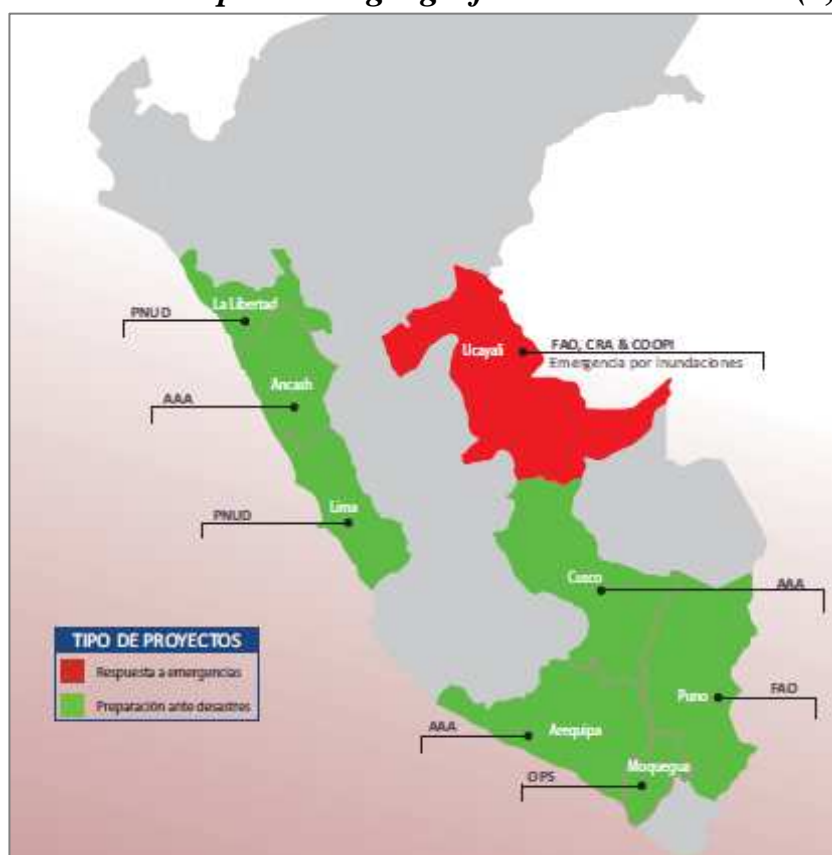 La Libertad
PNUD
Ucayali
FAO, CRA & COOPI
Emergencia por inundaciones
Ancash
AAA
Lima
PNUD
Cusco
AAA
TIPO DE PROYECTOS
Respuesta a emergencias
Preparación ante desastres
Puno
FAO
AAA
Arequipa
Moquegua
OPS